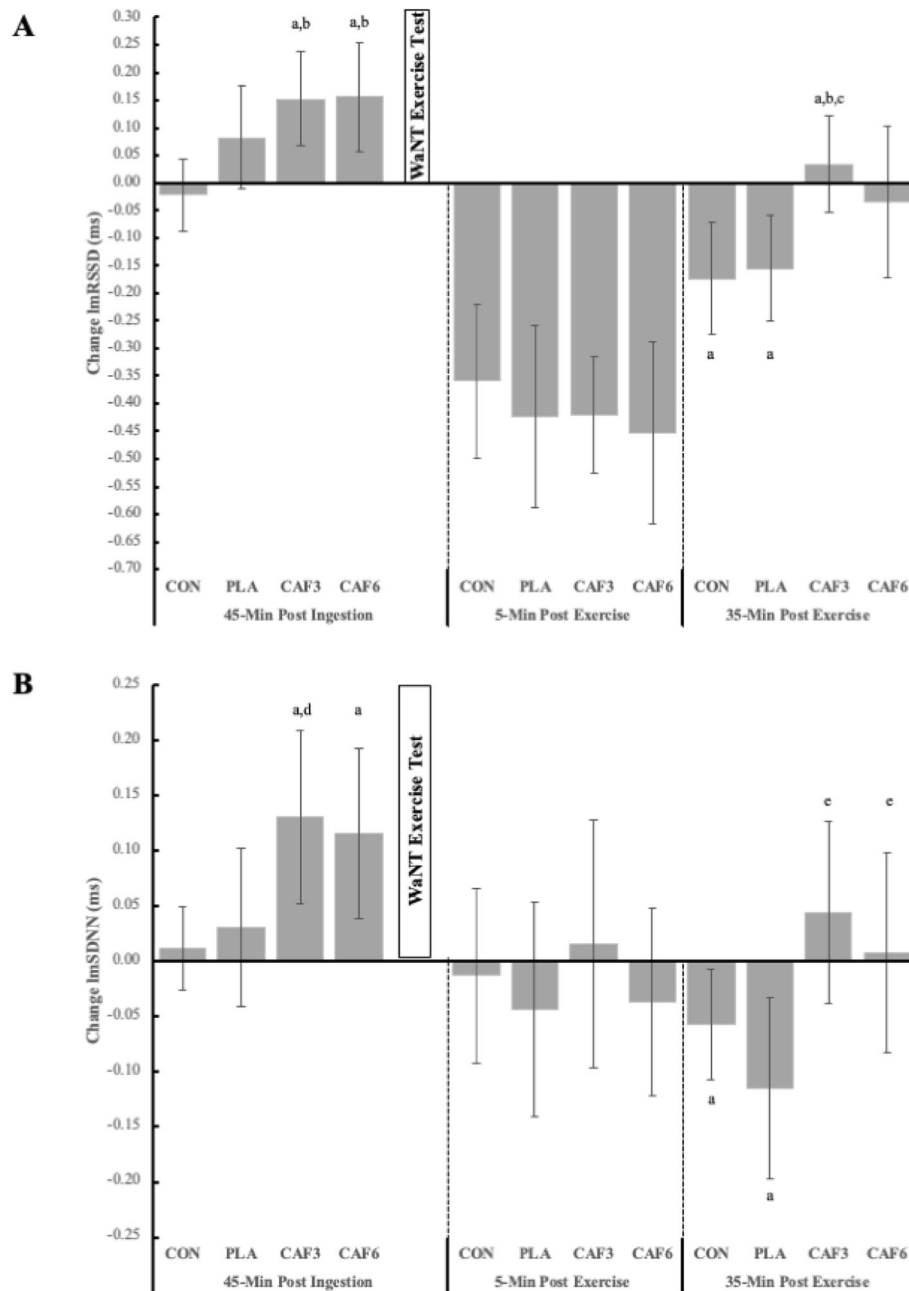 A
Change lmRSSD (ms)
0.30
0.25
0.20
0.15
0.10
0.05
0.00
-0.05
-0.10
-0.15
-0.20
-0.25
-0.30
-0.35
-0.40
-0.45
-0.50
-0.55
-0.60
-0.65
-0.70
a,b a,b
WaNT Exercise Test
a,b,c
a a
CON PLA CAF3 CAF6 CON PLA CAF3 CAF6 CON PLA CAF3 CAF6
45-Min Post Ingestion 5-Min Post Exercise 35-Min Post Exercise
B
Change lmSDNN (ms)
0.25
0.20
0.15
0.10
0.05
0.00
-0.05
-0.10
-0.15
-0.20
-0.25
a,d a
WaNT Exercise Test
e e
a
a
CON PLA CAF3 CAF6 CON PLA CAF3 CAF6 CON PLA CAF3 CAF6
45-Min Post Ingestion 5-Min Post Exercise 35-Min Post Exercise